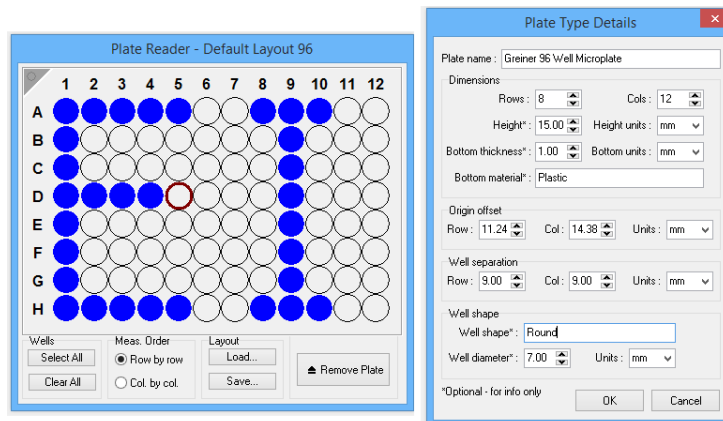 Plate Reader - Default Layout 96
1 2 3 4 5 6 7 8 9 10 11 12
A
B
C
D
E
F
G
H
Wells
Select All
Clear All
Meas. Order
Row by row
Col. by col.
Layout
Load...
Save...
Remove Plate
Plate Type Details
Plate name : Greiner 96 Well Microplate
Dimensions
Rows : 8 Cols : 12
Height* : 15.00 Height units : mm
Bottom thickness* : 1.00 Bottom units : mm
Bottom material* : Plastic
Origin offset
Row : 11.24 Col : 14.38 Units : mm
Well separation
Row : 9.00 Col : 9.00 Units : mm
Well shape
Well shape* : Round
Well diameter* : 7.00 Units : mm
*Optional - for info only
OK Cancel